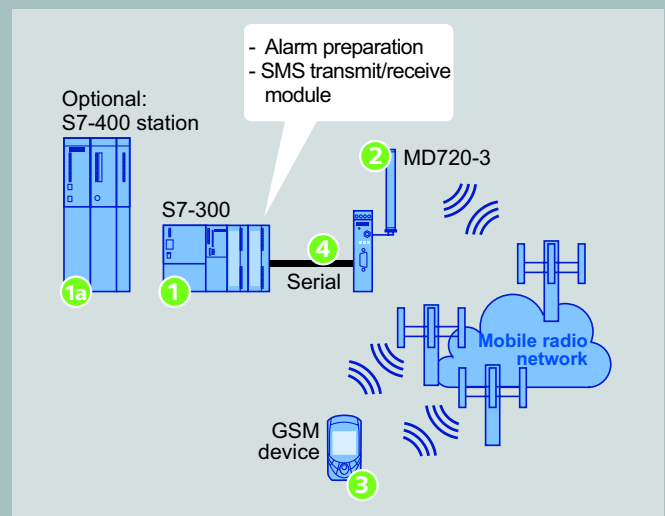 - Alarm preparation
- SMS transmit/receive
module
Optional:
S7-400 station
2
MD720-3
S7-300
4
1a
1
Serial
Mobile radio
network
GSM
device
3